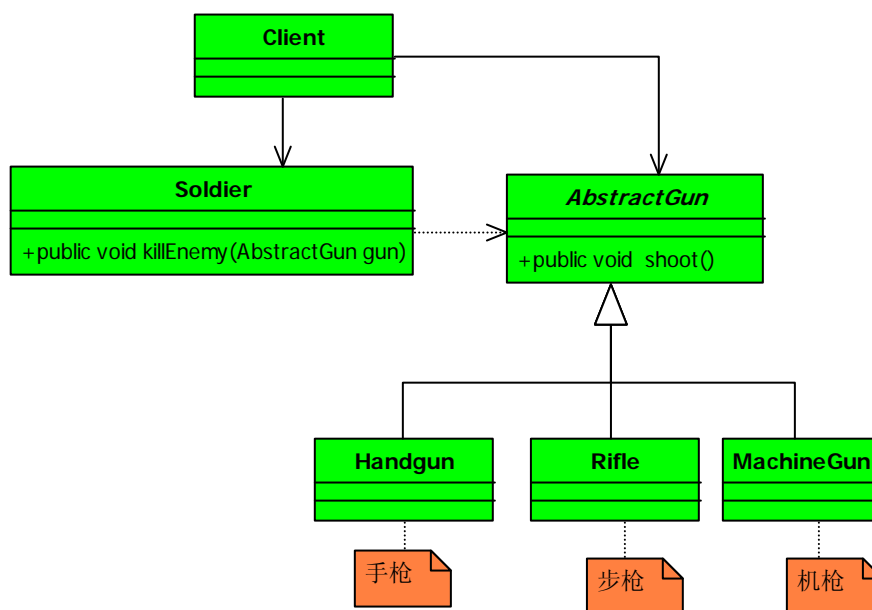 Client
Soldier
+public void killEnemy(AbstractGun gun)
AbstractGun
+public void shoot()
Handgun
Rifle
MachineGun
手枪
步枪
机枪